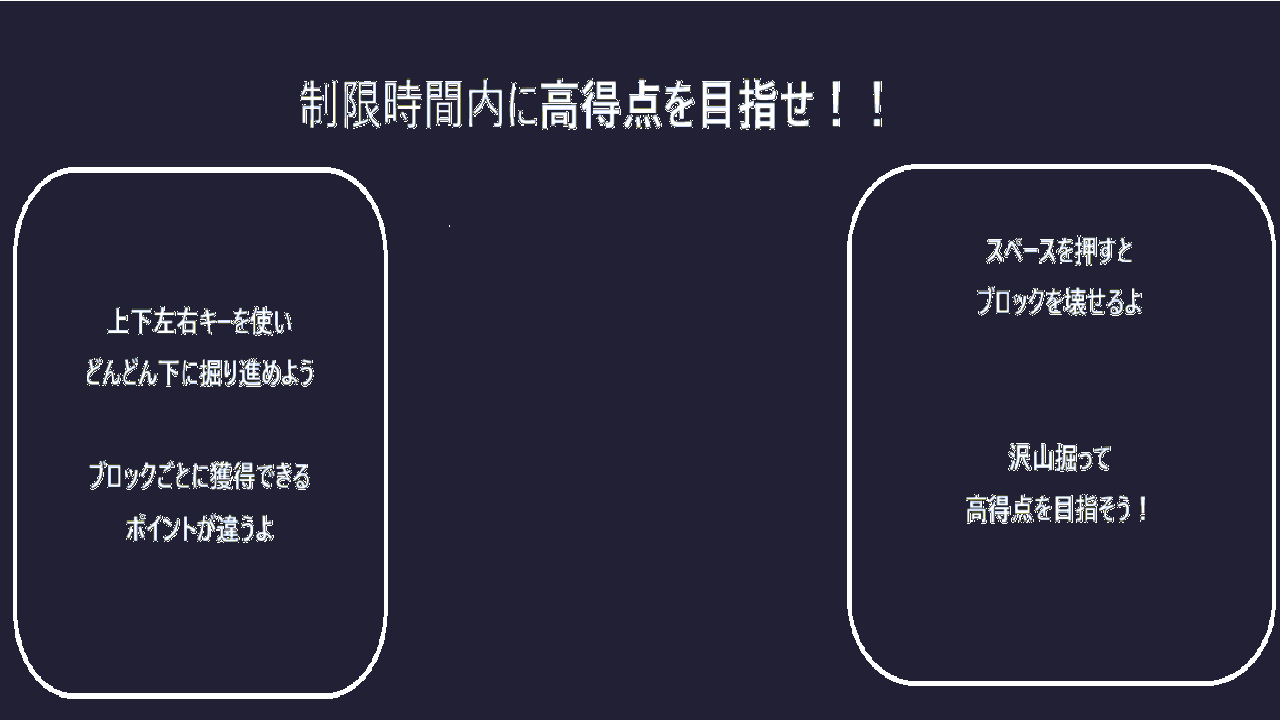 制限時間内に高得点を目指せ！！
上下左右キーを使い
どんどん下に掘り進めよう
ブロックごとに獲得できる
ポイントが違うよ
スペースを押すと
ブロックを壊せるよ
沢山掘って
高得点を目指そう！